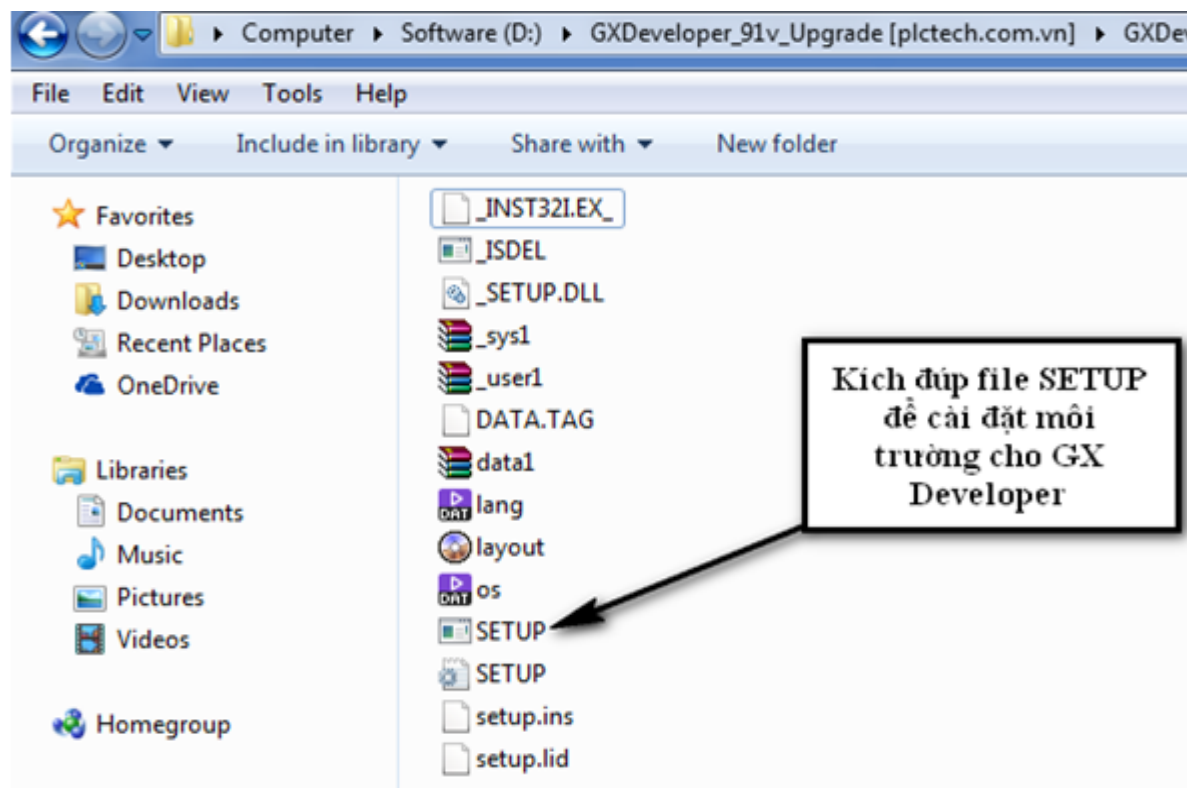 Computer ▸ Software (D:) ▸ GXDeveloper_91v_Upgrade [plctech.com.vn] ▸ GXDev
File Edit View Tools Help
Organize Include in library Share with New folder
Favorites
Desktop
Downloads
Recent Places
OneDrive
Libraries
Documents
Music
Pictures
Videos
Homegroup
_INST32I.EX_
_ISDEL
_SETUP.DLL
_sys1
_user1
DATA.TAG
data1
DAT lang
layout
DAT os
SETUP
SETUP
setup.ins
setup.lid
Kích đúp file SETUP
để cài đặt môi
trường cho GX
Developer